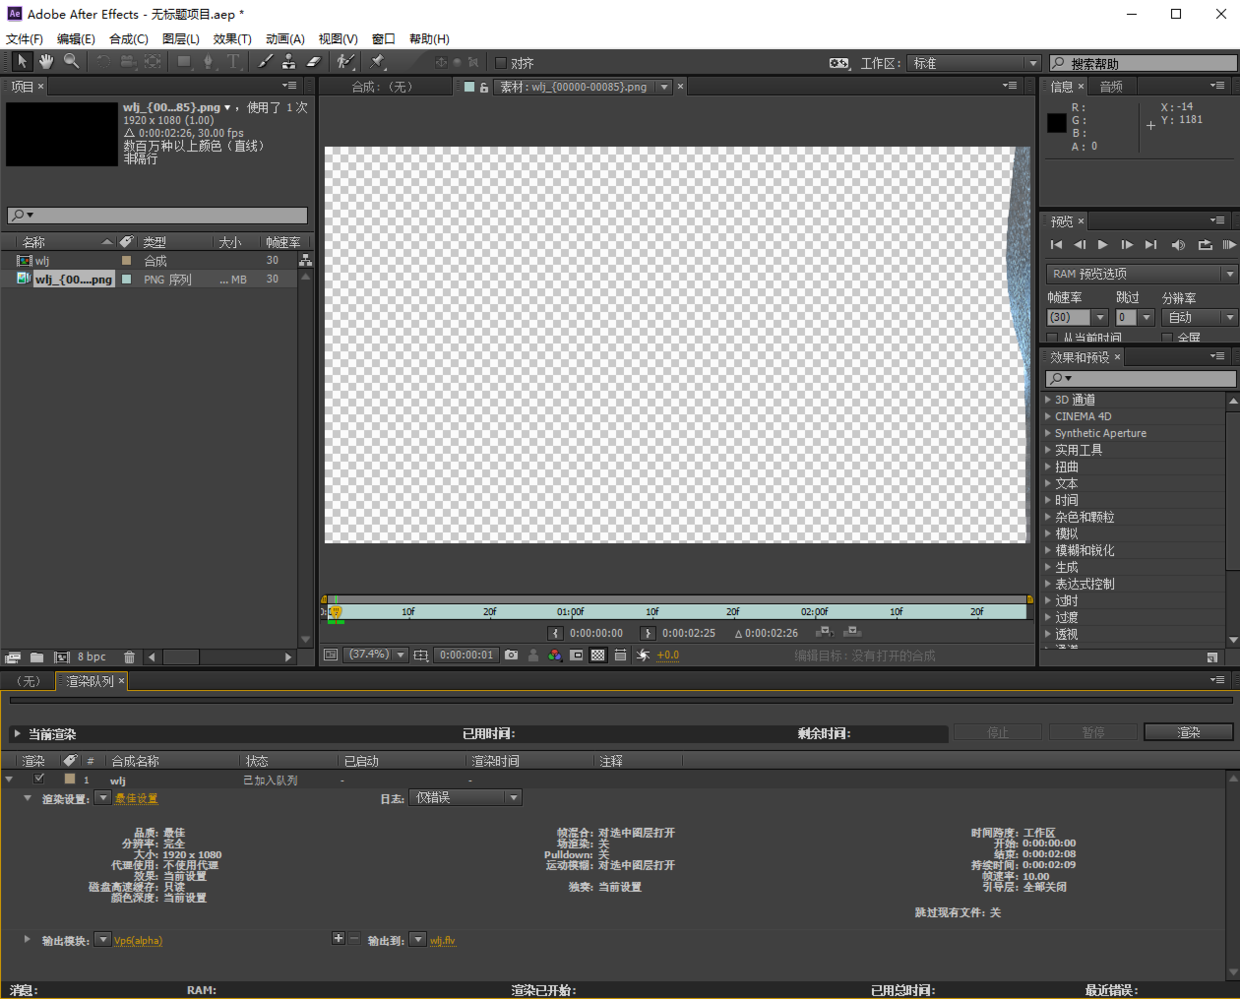 Adobe After Effects - 无标题项目.aep *
文件(F) 编辑(E) 合成(C) 图层(L) 效果(T) 动画(A) 视图(V) 窗口 帮助(H)
对齐 工作区: 标准 搜索帮助
项目 ×
wlj_{00...85}.png ▼, 使用了 1 次
1920 x 1080 (1.00)
Δ 0:00:02:26, 30.00 fps
数百万种以上颜色（直线）
非隔行
名称 类型 大小 帧速率
wlj 合成 30
wlj_{00....png PNG 序列 ... MB 30
8 bpc
合成:（无） 素材: wlj_{00000-00085}.png ×
10f 20f 01:00f 10f 20f 02:00f 10f 20f
0:00:00:00 0:00:02:25 Δ 0:00:02:26
(37.4%) 0:00:00:01 +0.0 编辑目标: 没有打开的合成
信息 × 音频
R:
G:
B:
A: 0
X: -14
Y: 1181
预览 ×
RAM 预览选项
帧速率 跳过 分辨率
(30) 0 自动
从当前时间 全屏
效果和预设 ×
3D 通道
CINEMA 4D
Synthetic Aperture
实用工具
扭曲
文本
时间
杂色和颗粒
模拟
模糊和锐化
生成
表达式控制
过时
过渡
透视
通道
（无） 渲染队列 ×
当前渲染 已用时间: 剩余时间: 停止 暂停 渲染
渲染 # 合成名称 状态 已启动 渲染时间 注释
1 wlj 已加入队列 - -
渲染设置: 最佳设置 日志: 仅错误
品质: 最佳
分辨率: 完全
大小: 1920 x 1080
代理使用: 不使用代理
效果: 当前设置
磁盘高速缓存: 只读
颜色深度: 当前设置
帧混合: 对选中图层打开
场渲染: 关
Pulldown: 关
运动模糊: 对选中图层打开
独奏: 当前设置
时间跨度: 工作区
开始: 0:00:00:00
结束: 0:00:02:08
持续时间: 0:00:02:09
帧速率: 10.00
引导层: 全部关闭
跳过现有文件: 关
输出模块: Vp6(alpha) 输出到: wlj.flv
消息: RAM: 渲染已开始: 已用总时间: 最近错误: